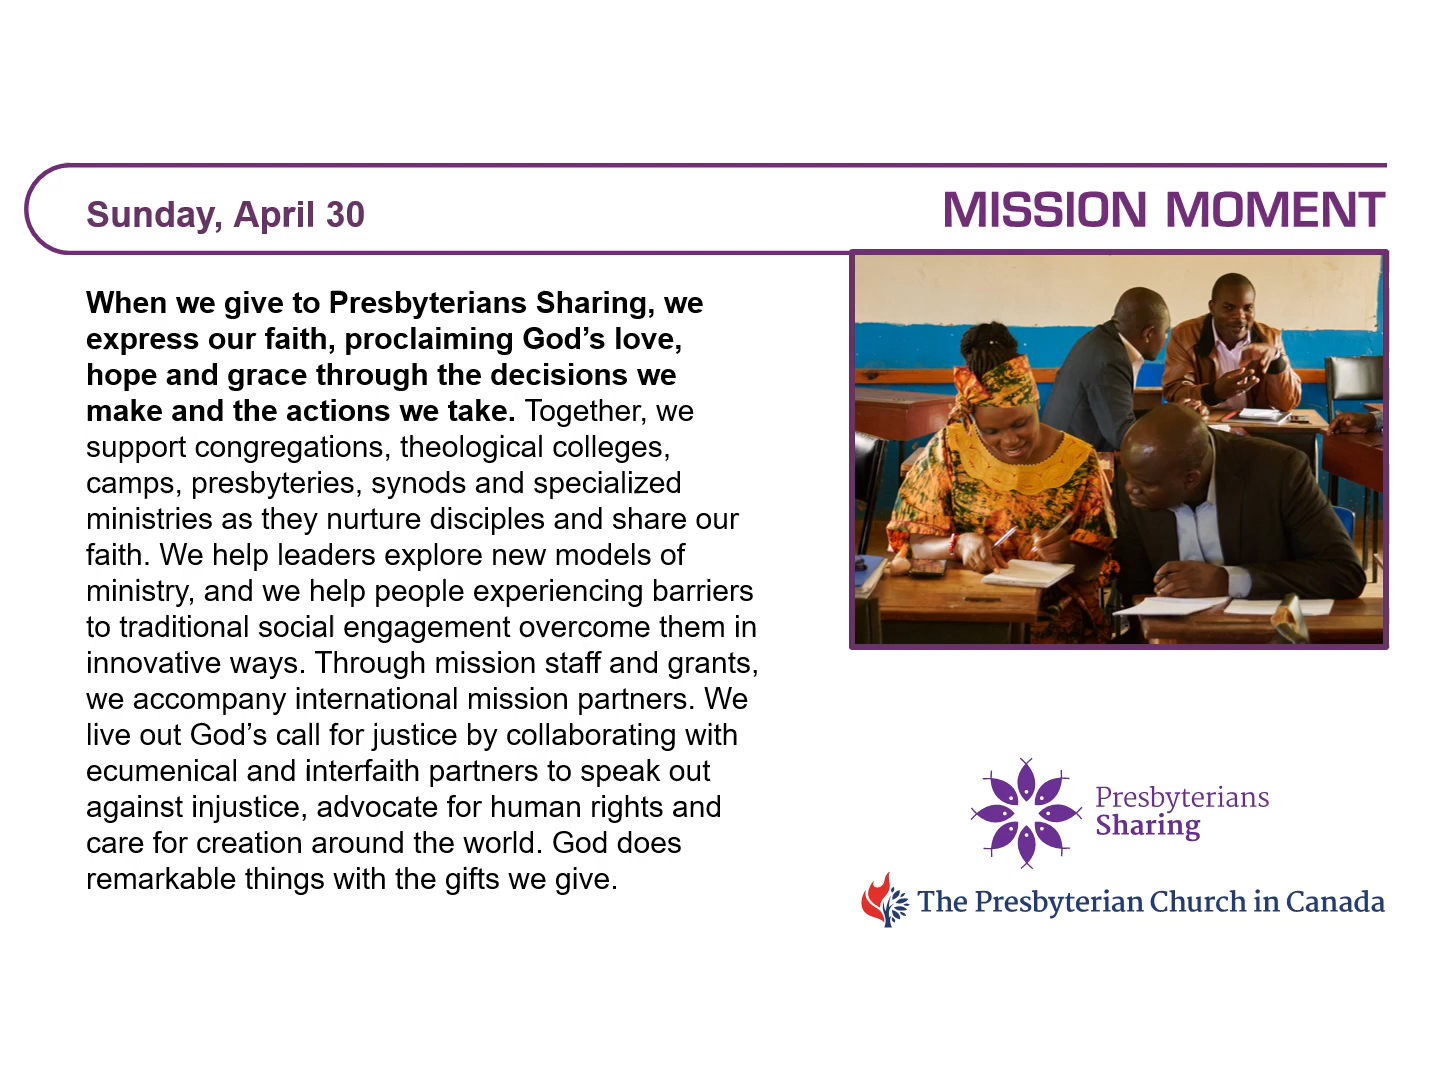 Sunday, April 30
MISSION MOMENT
When we give to Presbyterians Sharing, we
express our faith, proclaiming God’s love,
hope and grace through the decisions we
make and the actions we take. Together, we
support congregations, theological colleges,
camps, presbyteries, synods and specialized
ministries as they nurture disciples and share our
faith. We help leaders explore new models of
ministry, and we help people experiencing barriers
to traditional social engagement overcome them in
innovative ways. Through mission staff and grants,
we accompany international mission partners. We
live out God’s call for justice by collaborating with
ecumenical and interfaith partners to speak out
against injustice, advocate for human rights and
care for creation around the world. God does
remarkable things with the gifts we give.
Presbyterians
Sharing
The Presbyterian Church in Canada